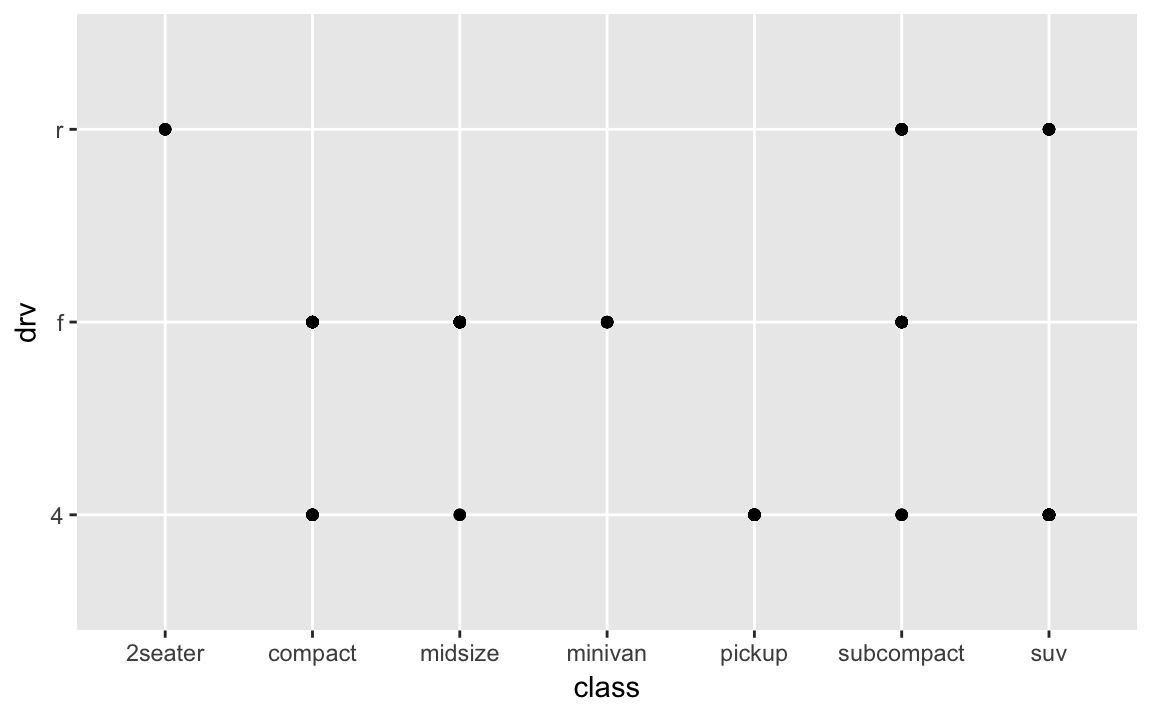 r
f
4
drv
2seater compact midsize minivan pickup subcompact suv
class